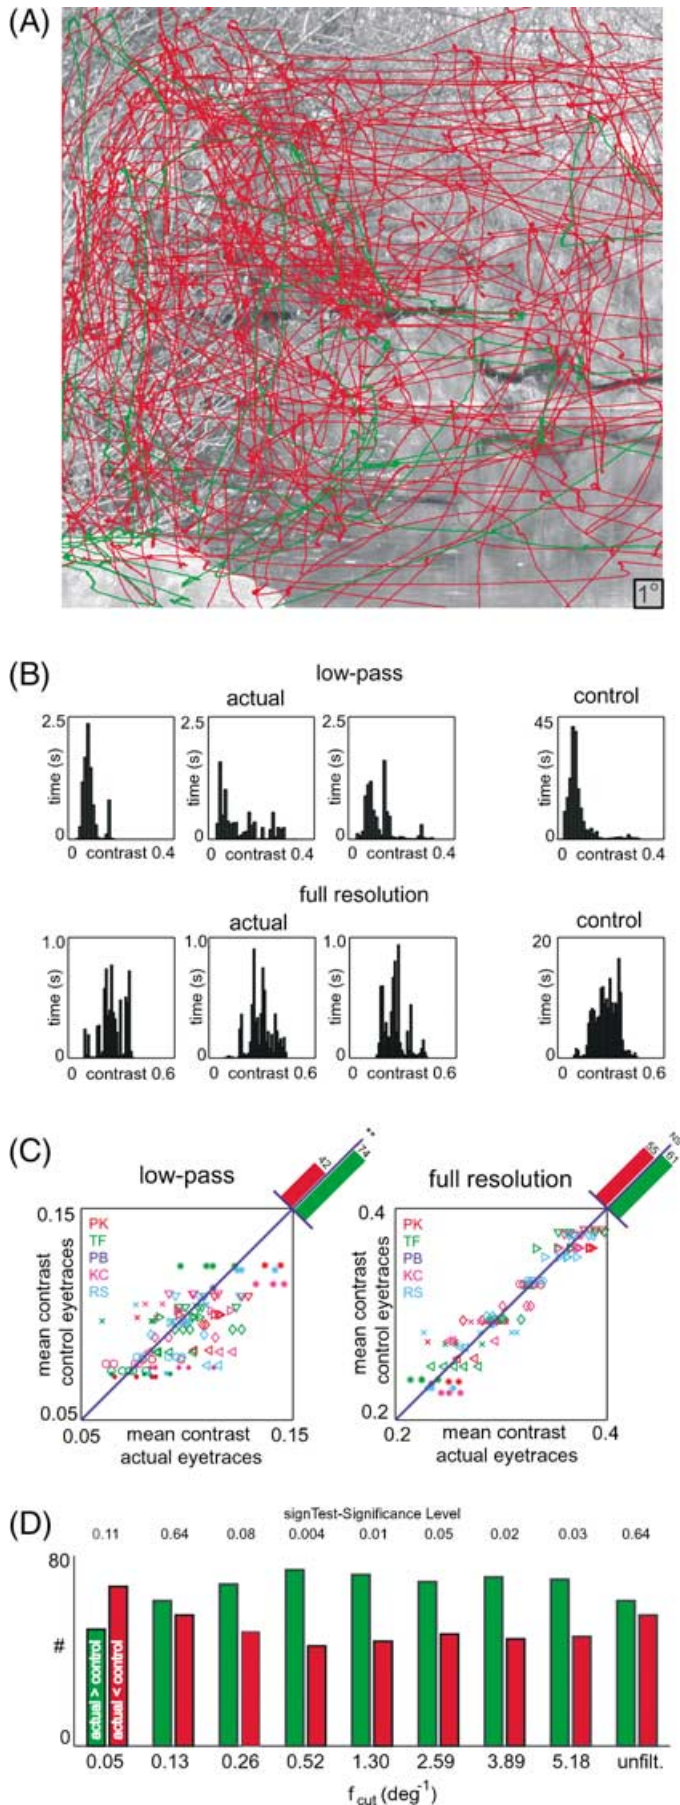 (A)
1°
(B)
low-pass
actual
control
2.5
time (s)
0
0 contrast 0.4
2.5
time (s)
0
0 contrast 0.4
2.5
time (s)
0
0 contrast 0.4
45
time (s)
0
0 contrast 0.4
full resolution
actual
control
1.0
time (s)
0
0 contrast 0.6
1.0
time (s)
0
0 contrast 0.6
1.0
time (s)
0
0 contrast 0.6
20
time (s)
0
0 contrast 0.6
(C)
low-pass
42
**
74
0.15
PK
TF
PB
KC
RS
mean contrast
control eyetraces
0.05
0.05
mean contrast
actual eyetraces
0.15
full resolution
55
NS
61
0.4
PK
TF
PB
KC
RS
mean contrast
control eyetraces
0.2
0.2
mean contrast
actual eyetraces
0.4
(D)
signTest-Significance Level
0.11 0.64 0.08 0.004 0.01 0.05 0.02 0.03 0.64
80
#
0
actual > control
actual < control
0.05 0.13 0.26 0.52 1.30 2.59 3.89 5.18 unfilt.
f cut (deg-1)